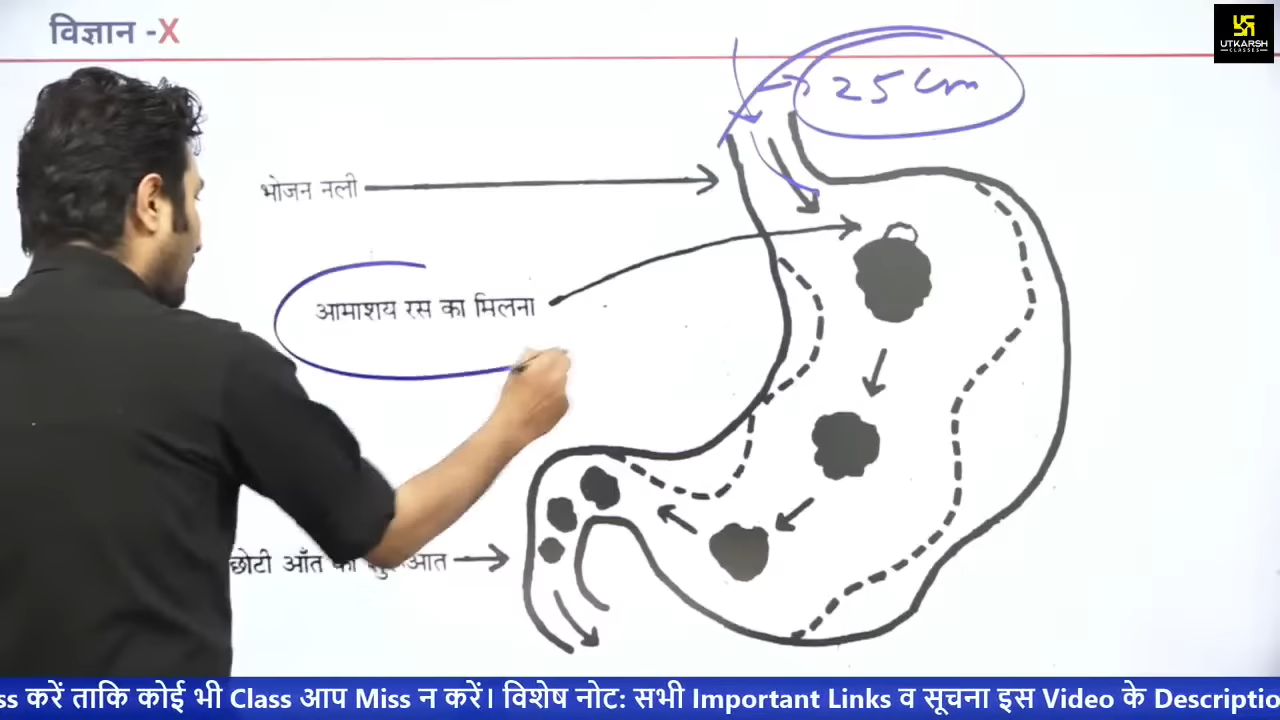 विज्ञान -X
UTKARSH
CLASSES
25 cm
भोजन नली
आमाशय रस का मिलना
छोटी आँत
ss करें ताकि कोई भी Class आप Miss न करें। विशेष नोट: सभी Important Links व सूचना इस Video के Descriptio